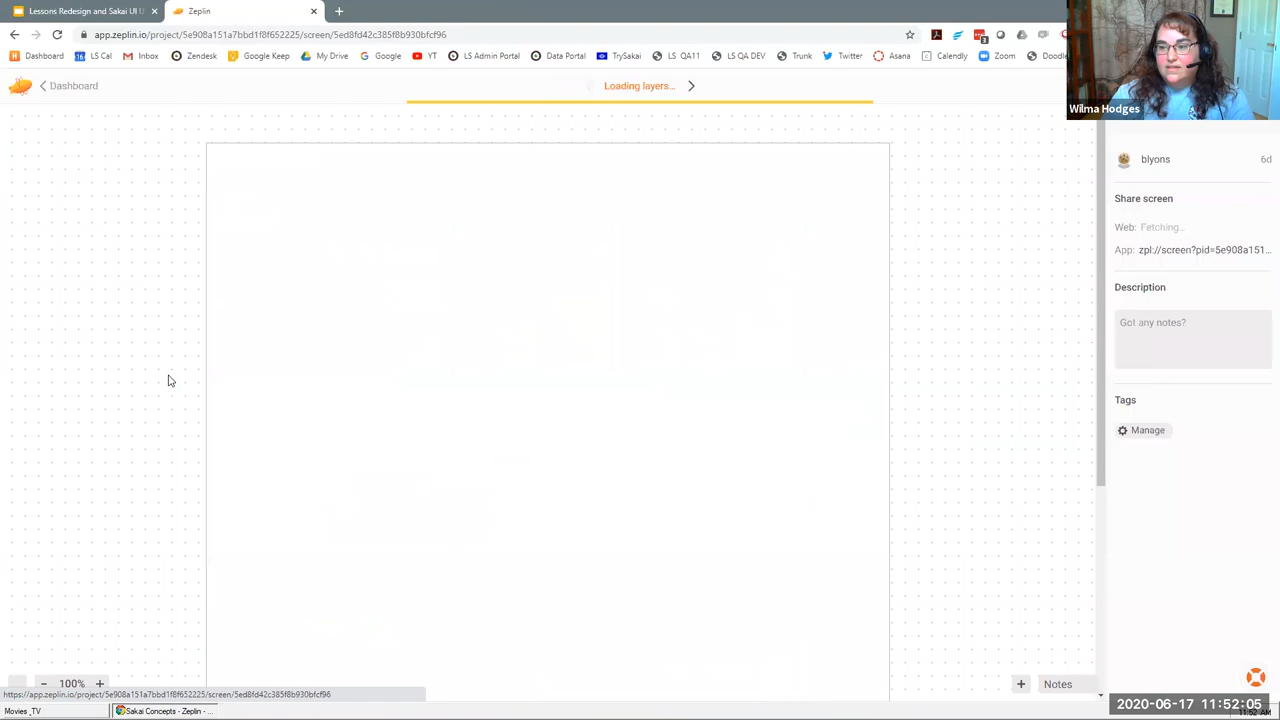 Lessons Redesign and Sakai UI U
Zeplin
app.zeplin.io/project/5e908a151a7bbd1f8f652225/screen/5ed8fd42c385f8b930bfcf96
Dashboard
LS Cal
Inbox
Zendesk
Google Keep
My Drive
Google
YT
LS Admin Portal
Data Portal
TrySakai
LS QA11
LS QA DEV
Trunk
Twitter
Asana
Calendly
Zoom
Doodle
Dashboard
Loading layers...
Wilma Hodges
blyons
6d
Share screen
Web: Fetching...
App: zpl://screen?pid=5e908a151...
Description
Got any notes?
Tags
Manage
100%
Notes
https://app.zeplin.io/project/5e908a151a7bbd1f8f652225/screen/5ed8fd42c385f8b930bfcf96
Movies_TV
Sakai Concepts - Zeplin - ...
2020-06-17 11:52:05